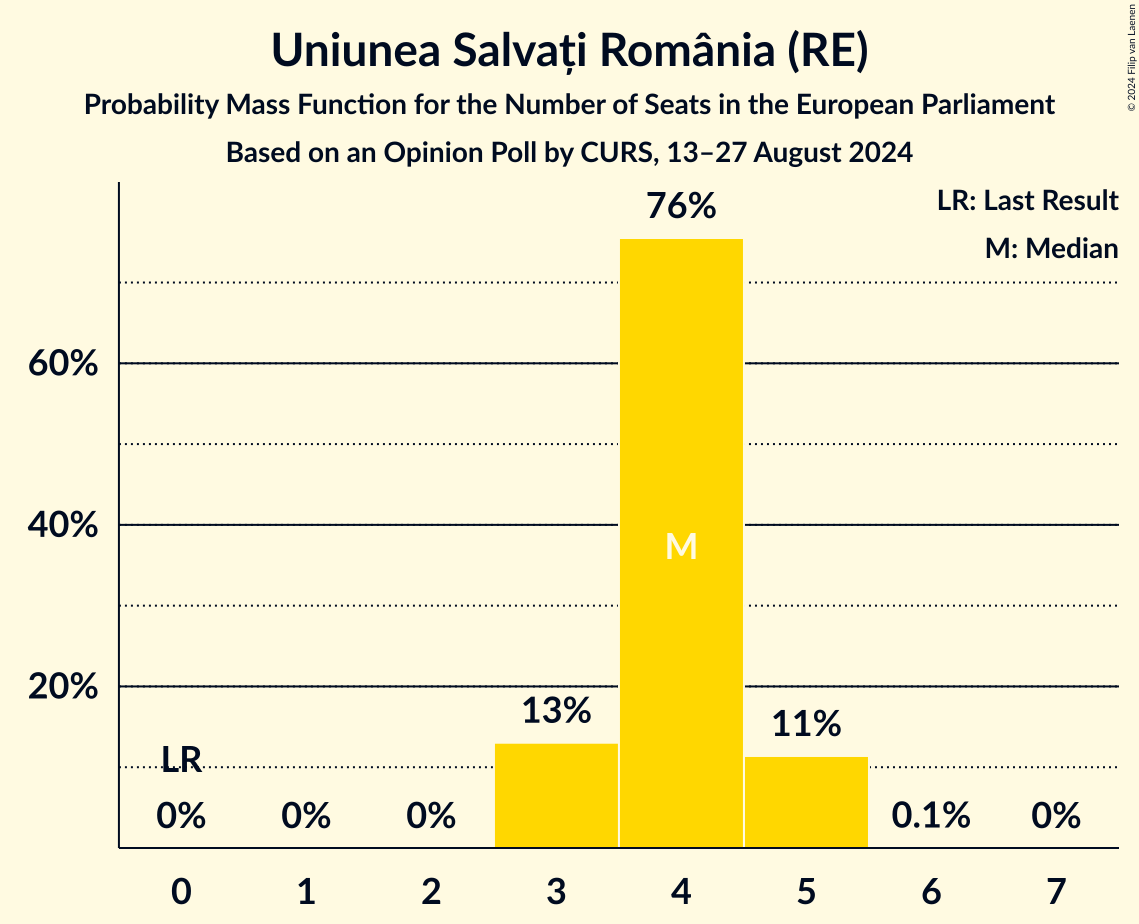 Uniunea Salvați România (RE)
Probability Mass Function for the Number of Seats in the European Parliament
Based on an Opinion Poll by CURS, 13–27 August 2024
© 2024 Filip van Laenen
LR: Last Result
M: Median
76%
60%
40%
M
20%
13%
11%
LR
0%
0%
0%
0.1%
0%
0
1
2
3
4
5
6
7